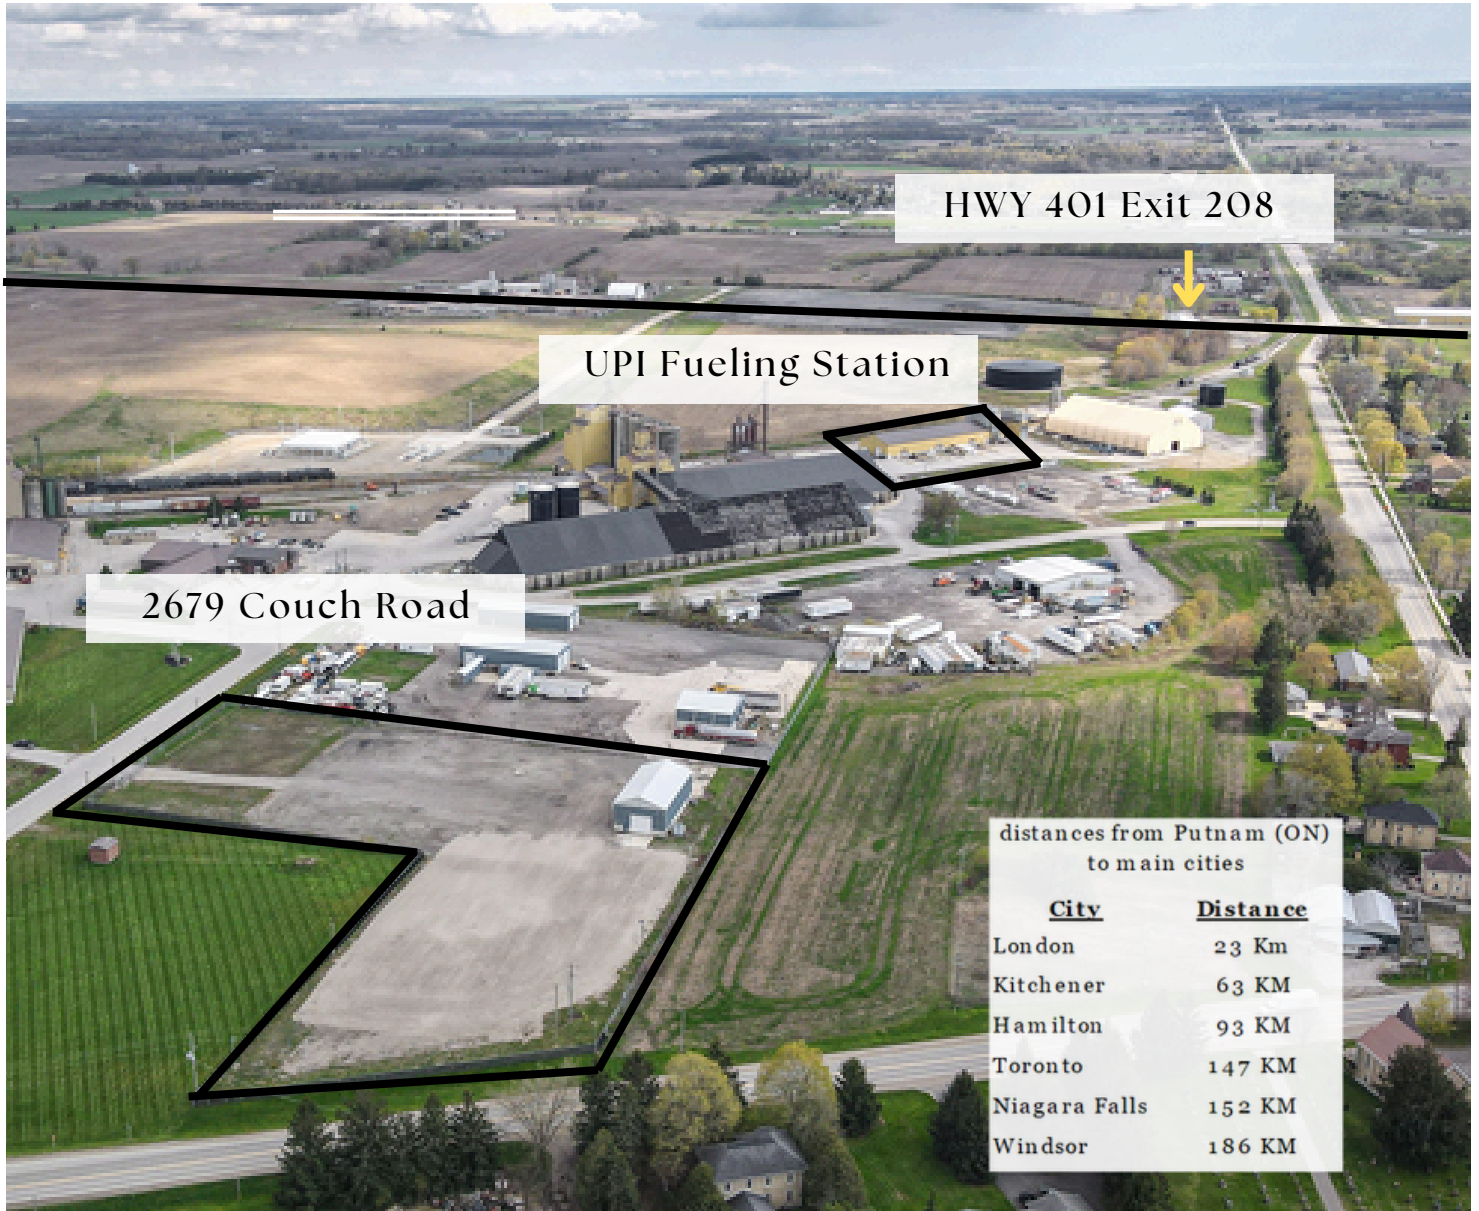 HWY 401 Exit 208
UPI Fueling Station
2679 Couch Road
distances from Putnam (ON)
to main cities
City Distance
London 23 Km
Kitchener 63 KM
Hamilton 93 KM
Toronto 147 KM
Niagara Falls 152 KM
Windsor 186 KM